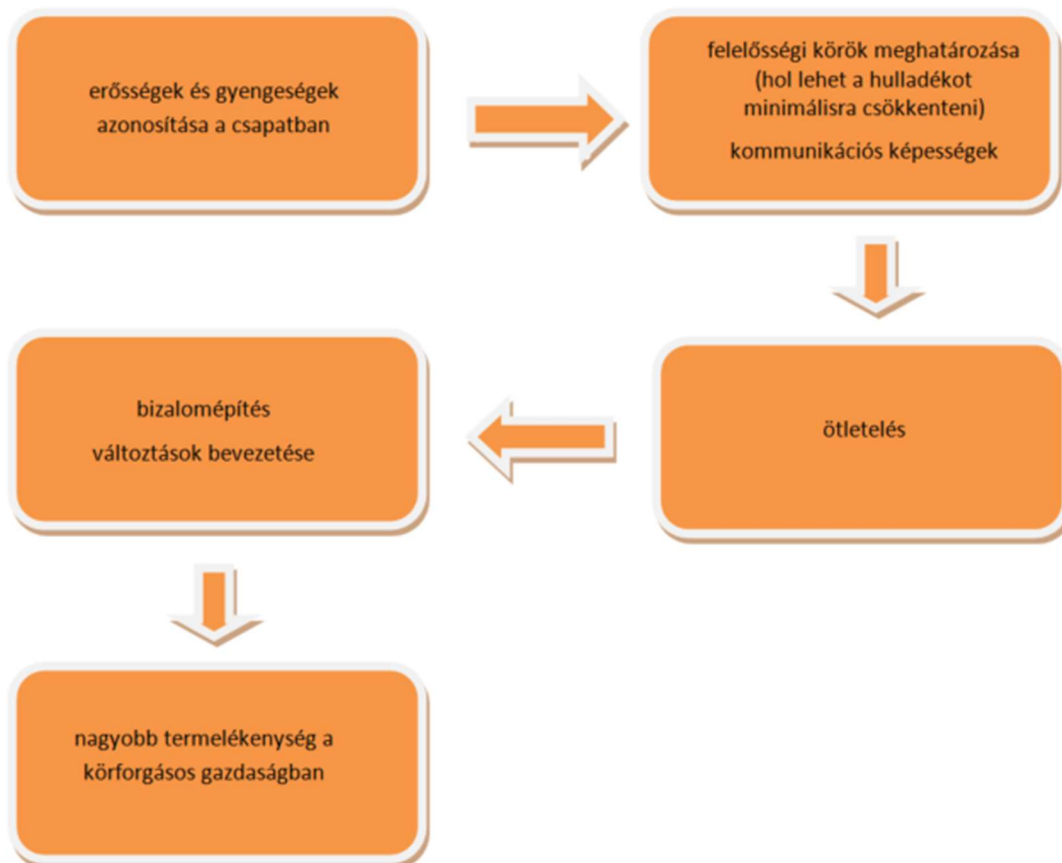 erősségek és gyengeségek
azonosítása a csapatban
felelősségi körök meghatározása
(hol lehet a hulladékot
minimálisra csökkenteni)
kommunikációs képességek
ötletelés
bizalomépítés
változtások bevezetése
nagyobb termelékenység a
körforgásos gazdaságban